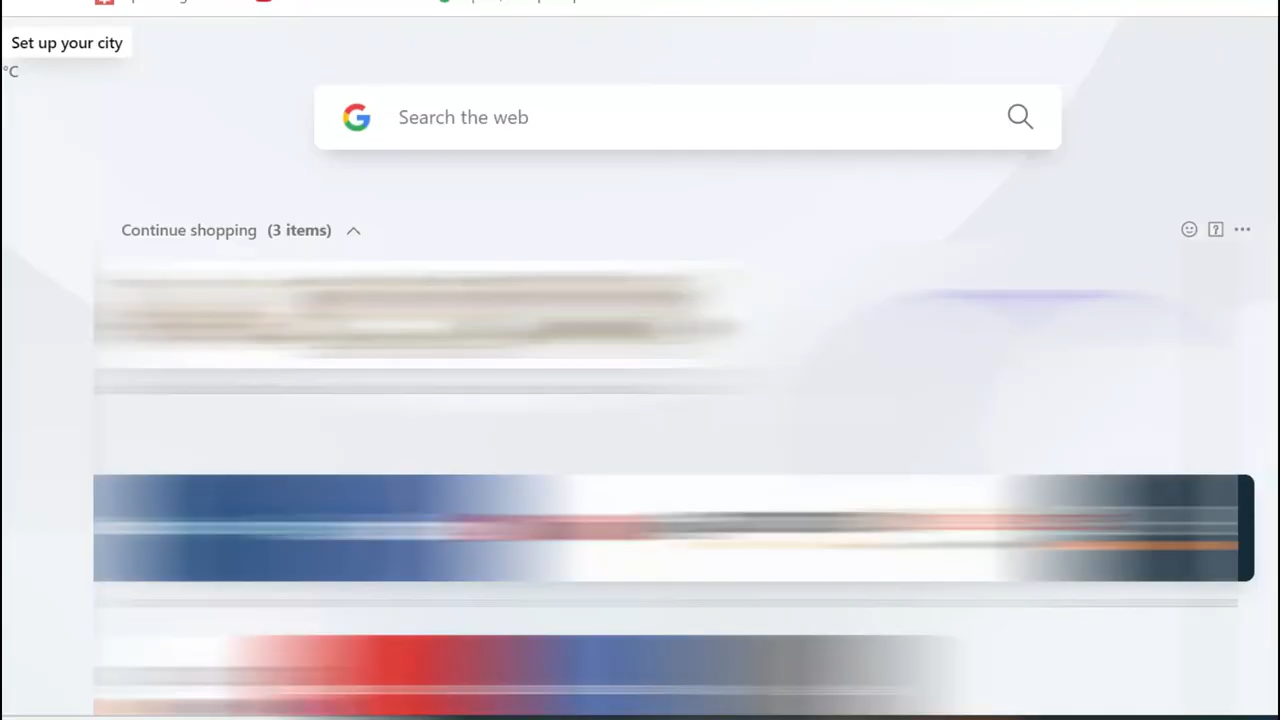 Set up your city
°C
Search the web
Continue shopping (3 items)